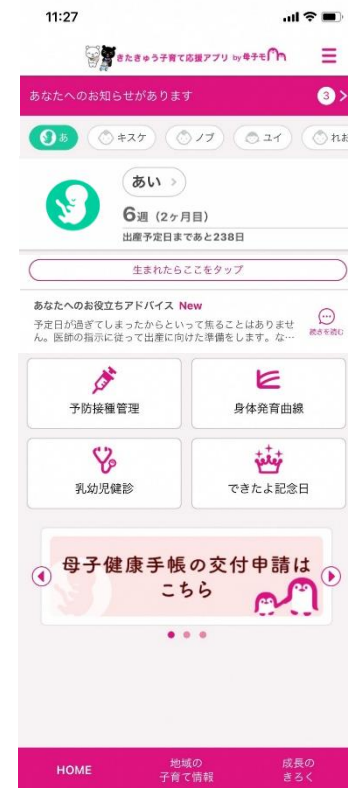 11:27
きたきゅう子育て応援アプリ by 母子モ
あなたへのお知らせがあります 3
あ キスケ ノブ ユイ れお
あい
6週（2ヶ月目）
出産予定日まであと238日
生まれたらここをタップ
あなたへのお役立ちアドバイス New
予定日が過ぎてしまったからといって焦ることはありませ
ん。医師の指示に従って出産に向けた準備をします。な…
続きを読む
予防接種管理 身体発育曲線
乳幼児健診 できたよ記念日
母子健康手帳の交付申請は
こちら
HOME
地域の
子育て情報
成長の
きろく